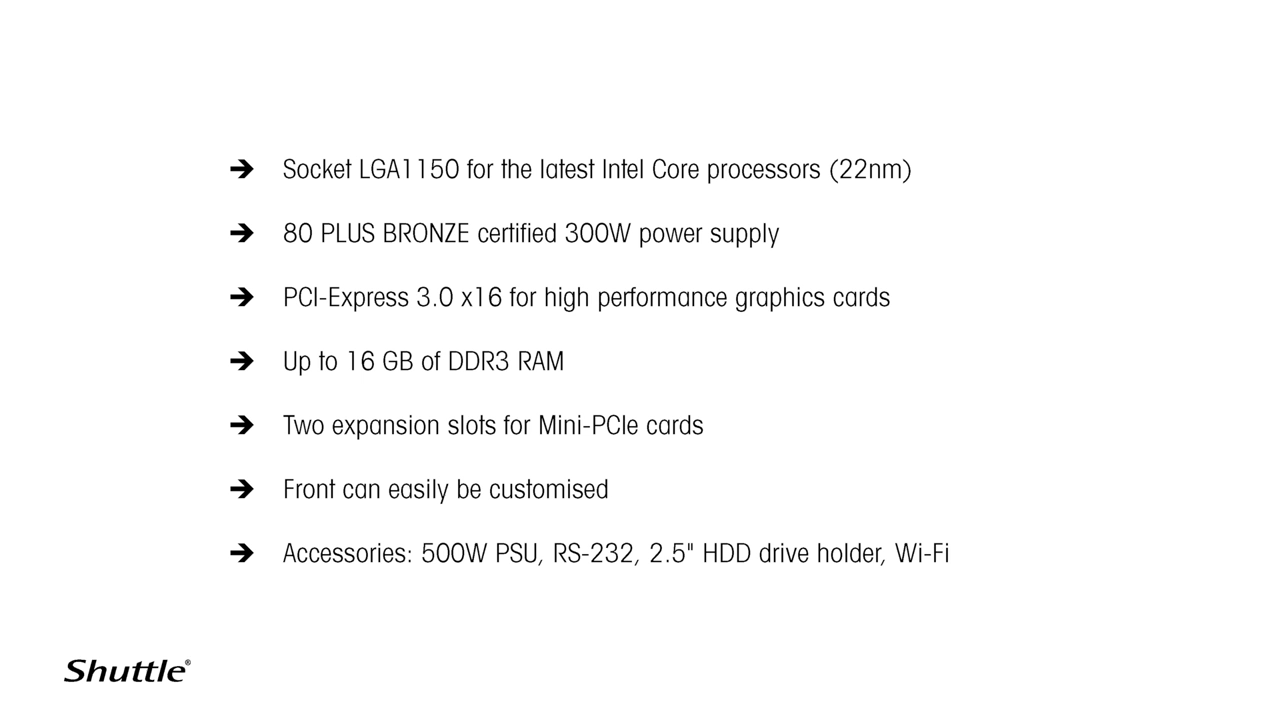 ➔ Socket LGA1150 for the latest Intel Core processors (22nm)
➔ 80 PLUS BRONZE certified 300W power supply
➔ PCI-Express 3.0 x16 for high performance graphics cards
➔ Up to 16 GB of DDR3 RAM
➔ Two expansion slots for Mini-PCIe cards
➔ Front can easily be customised
➔ Accessories: 500W PSU, RS-232, 2.5" HDD drive holder, Wi-Fi
Shuttle®